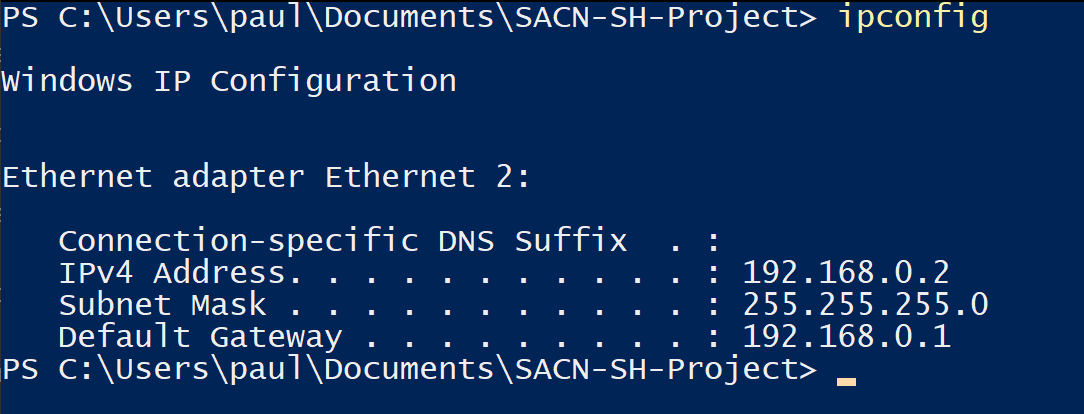 PS C:\Users\paul\Documents\SACN-SH-Project> ipconfig
Windows IP Configuration
Ethernet adapter Ethernet 2:
Connection-specific DNS Suffix  . :
IPv4 Address. . . . . . . . . . . : 192.168.0.2
Subnet Mask . . . . . . . . . . . : 255.255.255.0
Default Gateway . . . . . . . . . : 192.168.0.1
PS C:\Users\paul\Documents\SACN-SH-Project>